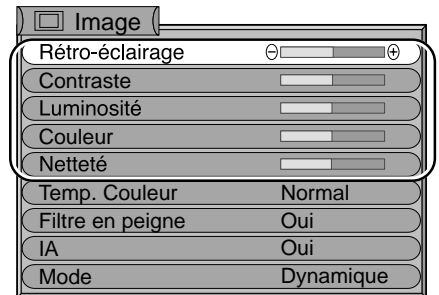 Image
Rétro-éclairage
Contraste
Luminosité
Couleur
Netteté
Temp. Couleur Normal
Filtre en peigne Oui
IA Oui
Mode Dynamique